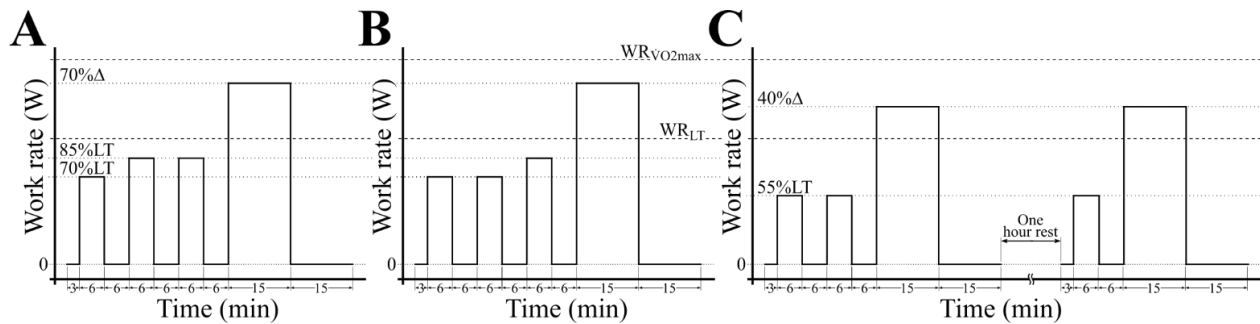 A
B
C
Work rate (W)
70%Δ
85%LT
70%LT
0
3 6 6 6 6 6 6 15 15
Time (min)
Work rate (W)
WRV̇O2max
WRLT
3 6 6 6 6 6 6 15 15
Time (min)
Work rate (W)
40%Δ
55%LT
0
One
hour rest
3 6 6 6 6 15 15 3 6 6 15 15
Time (min)